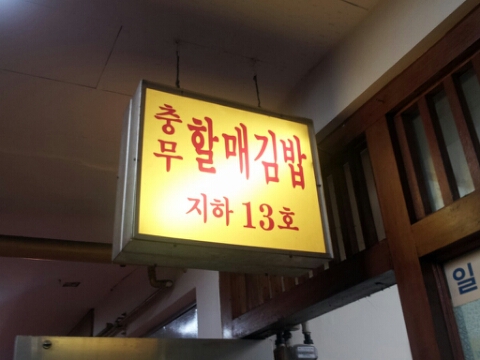 충무 할매김밥
지하 13호
일